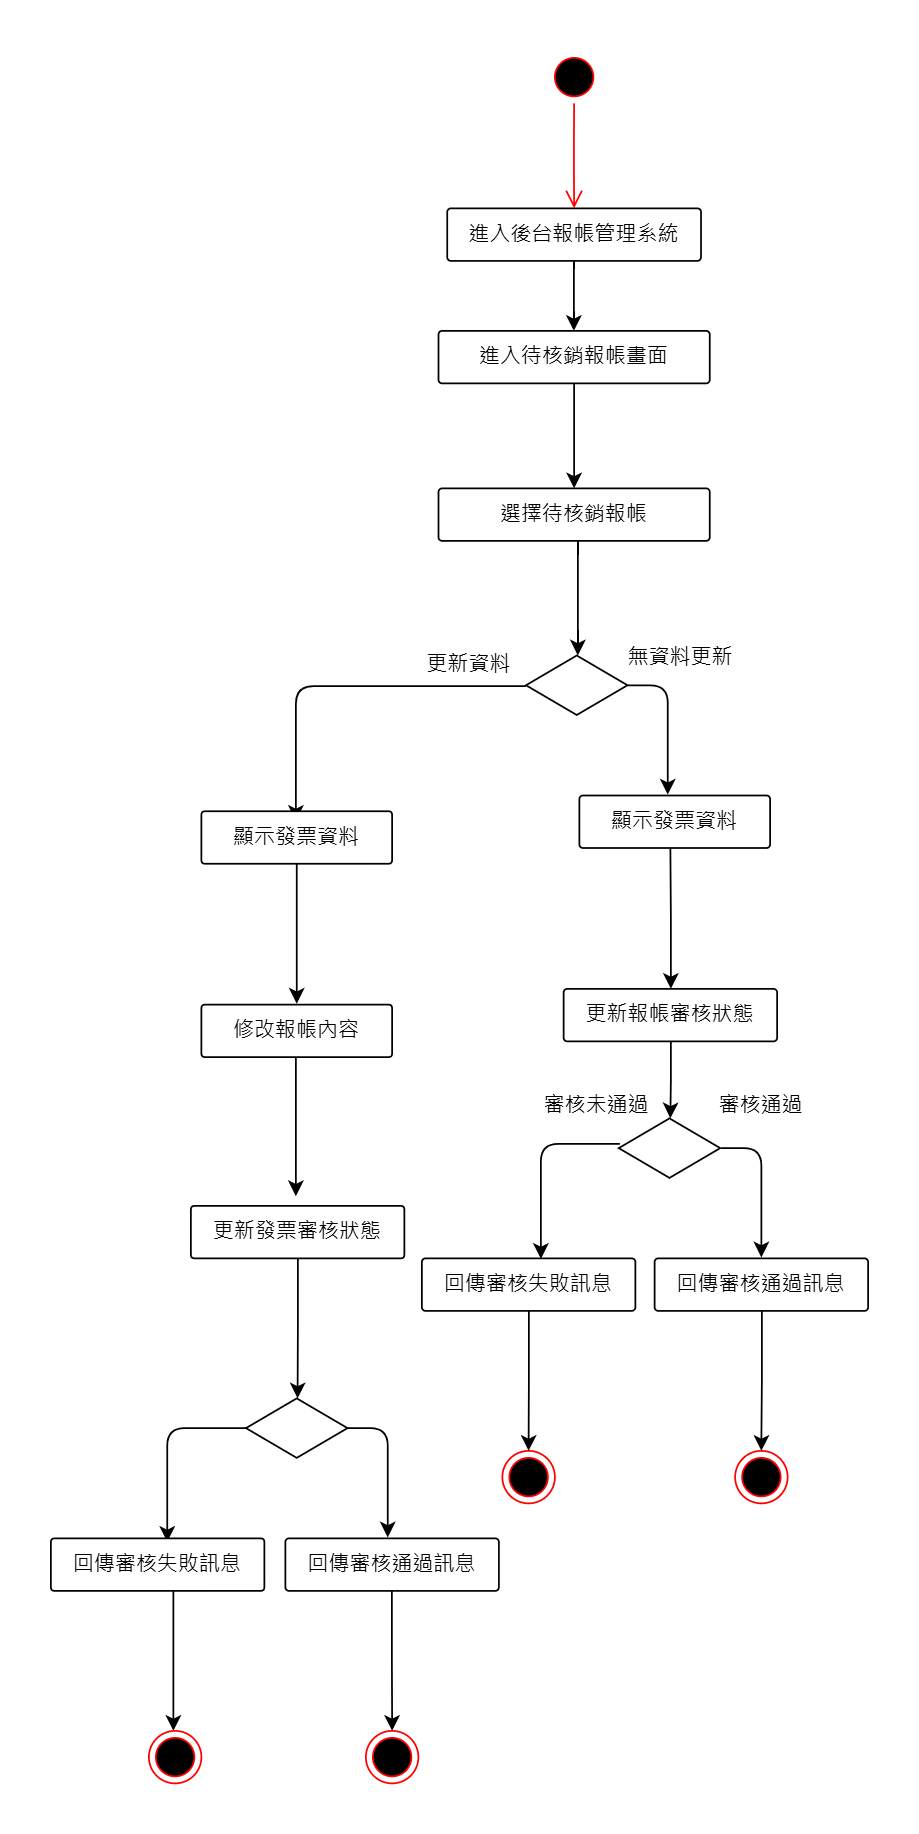 進入後台報帳管理系統
進入待核銷報帳畫面
選擇待核銷報帳
更新資料
無資料更新
顯示發票資料
顯示發票資料
修改報帳內容
更新報帳審核狀態
審核未通過
審核通過
更新發票審核狀態
回傳審核失敗訊息
回傳審核通過訊息
回傳審核失敗訊息
回傳審核通過訊息